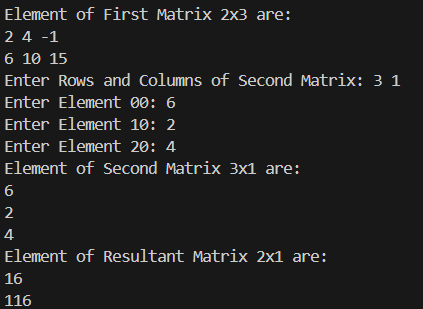 Element of First Matrix 2x3 are:
2 4 -1
6 10 15
Enter Rows and Columns of Second Matrix: 3 1
Enter Element 00: 6
Enter Element 10: 2
Enter Element 20: 4
Element of Second Matrix 3x1 are:
6
2
4
Element of Resultant Matrix 2x1 are:
16
116